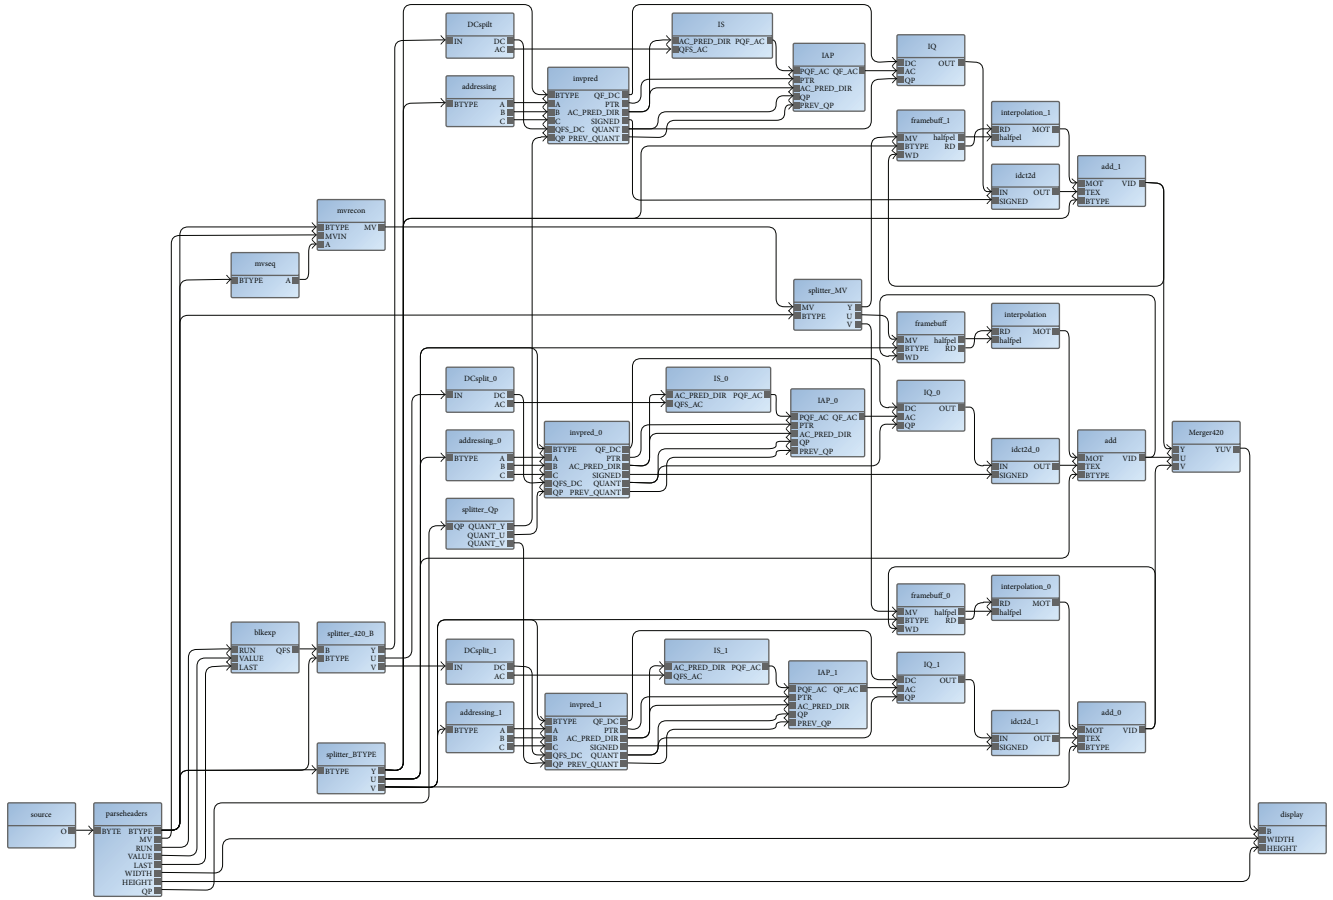 DCspilt
IN DC
AC
addressing
BTYPE A
B
C
invpred
BTYPE QF_DC
A PTR
B AC_PRED_DIR
C SIGNED
QFS_DC QUANT
QP PREV_QUANT
IS
AC_PRED_DIR PQF_AC
QFS_AC
IAP
PQF_AC QF_AC
PTR
AC_PRED_DIR
QP
PREV_QP
IQ
DC OUT
AC
QP
framebuff_1
MV halfpel
BTYPE RD
WD
interpolation_1
RD MOT
halfpel
idct2d
IN OUT
SIGNED
add_1
MOT VID
TEX
BTYPE
mvrecon
BTYPE MV
MVIN
A
mvseq
BTYPE A
splitter_MV
MV Y
BTYPE U
V
framebuff
MV halfpel
BTYPE RD
WD
interpolation
RD MOT
halfpel
DCsplit_0
IN DC
AC
addressing_0
BTYPE A
B
C
splitter_Qp
QP QUANT_Y
QUANT_U
QUANT_V
invpred_0
BTYPE QF_DC
A PTR
B AC_PRED_DIR
C SIGNED
QFS_DC QUANT
QP PREV_QUANT
IS_0
AC_PRED_DIR PQF_AC
QFS_AC
IAP_0
PQF_AC QF_AC
PTR
AC_PRED_DIR
QP
PREV_QP
IQ_0
DC OUT
AC
QP
idct2d_0
IN OUT
SIGNED
add
MOT VID
TEX
BTYPE
Merger420
Y YUV
U
V
framebuff_0
MV halfpel
BTYPE RD
WD
interpolation_0
RD MOT
halfpel
blkexp
RUN QFS
VALUE
LAST
splitter_420_B
B Y
BTYPE U
V
DCsplit_1
IN DC
AC
addressing_1
BTYPE A
B
C
invpred_1
BTYPE QF_DC
A PTR
B AC_PRED_DIR
C SIGNED
QFS_DC QUANT
QP PREV_QUANT
IS_1
AC_PRED_DIR PQF_AC
QFS_AC
IAP_1
PQF_AC QF_AC
PTR
AC_PRED_DIR
QP
PREV_QP
IQ_1
DC OUT
AC
QP
idct2d_1
IN OUT
SIGNED
add_0
MOT VID
TEX
BTYPE
splitter_BTYPE
BTYPE Y
U
V
source
O
parseheaders
BYTE BTYPE
MV
RUN
VALUE
LAST
WIDTH
HEIGHT
QP
display
B
WIDTH
HEIGHT